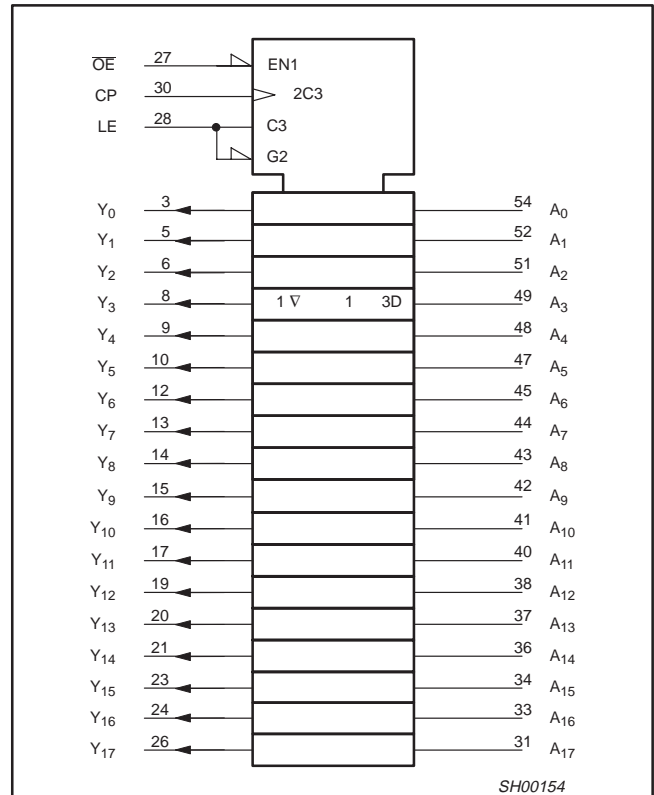 O̅E̅ 27 EN1
CP 30 2C3
LE 28 C3
G2
Y0 3 54 A0
Y1 5 52 A1
Y2 6 51 A2
Y3 8 1 ∇ 1 3D 49 A3
Y4 9 48 A4
Y5 10 47 A5
Y6 12 45 A6
Y7 13 44 A7
Y8 14 43 A8
Y9 15 42 A9
Y10 16 41 A10
Y11 17 40 A11
Y12 19 38 A12
Y13 20 37 A13
Y14 21 36 A14
Y15 23 34 A15
Y16 24 33 A16
Y17 26 31 A17
SH00154